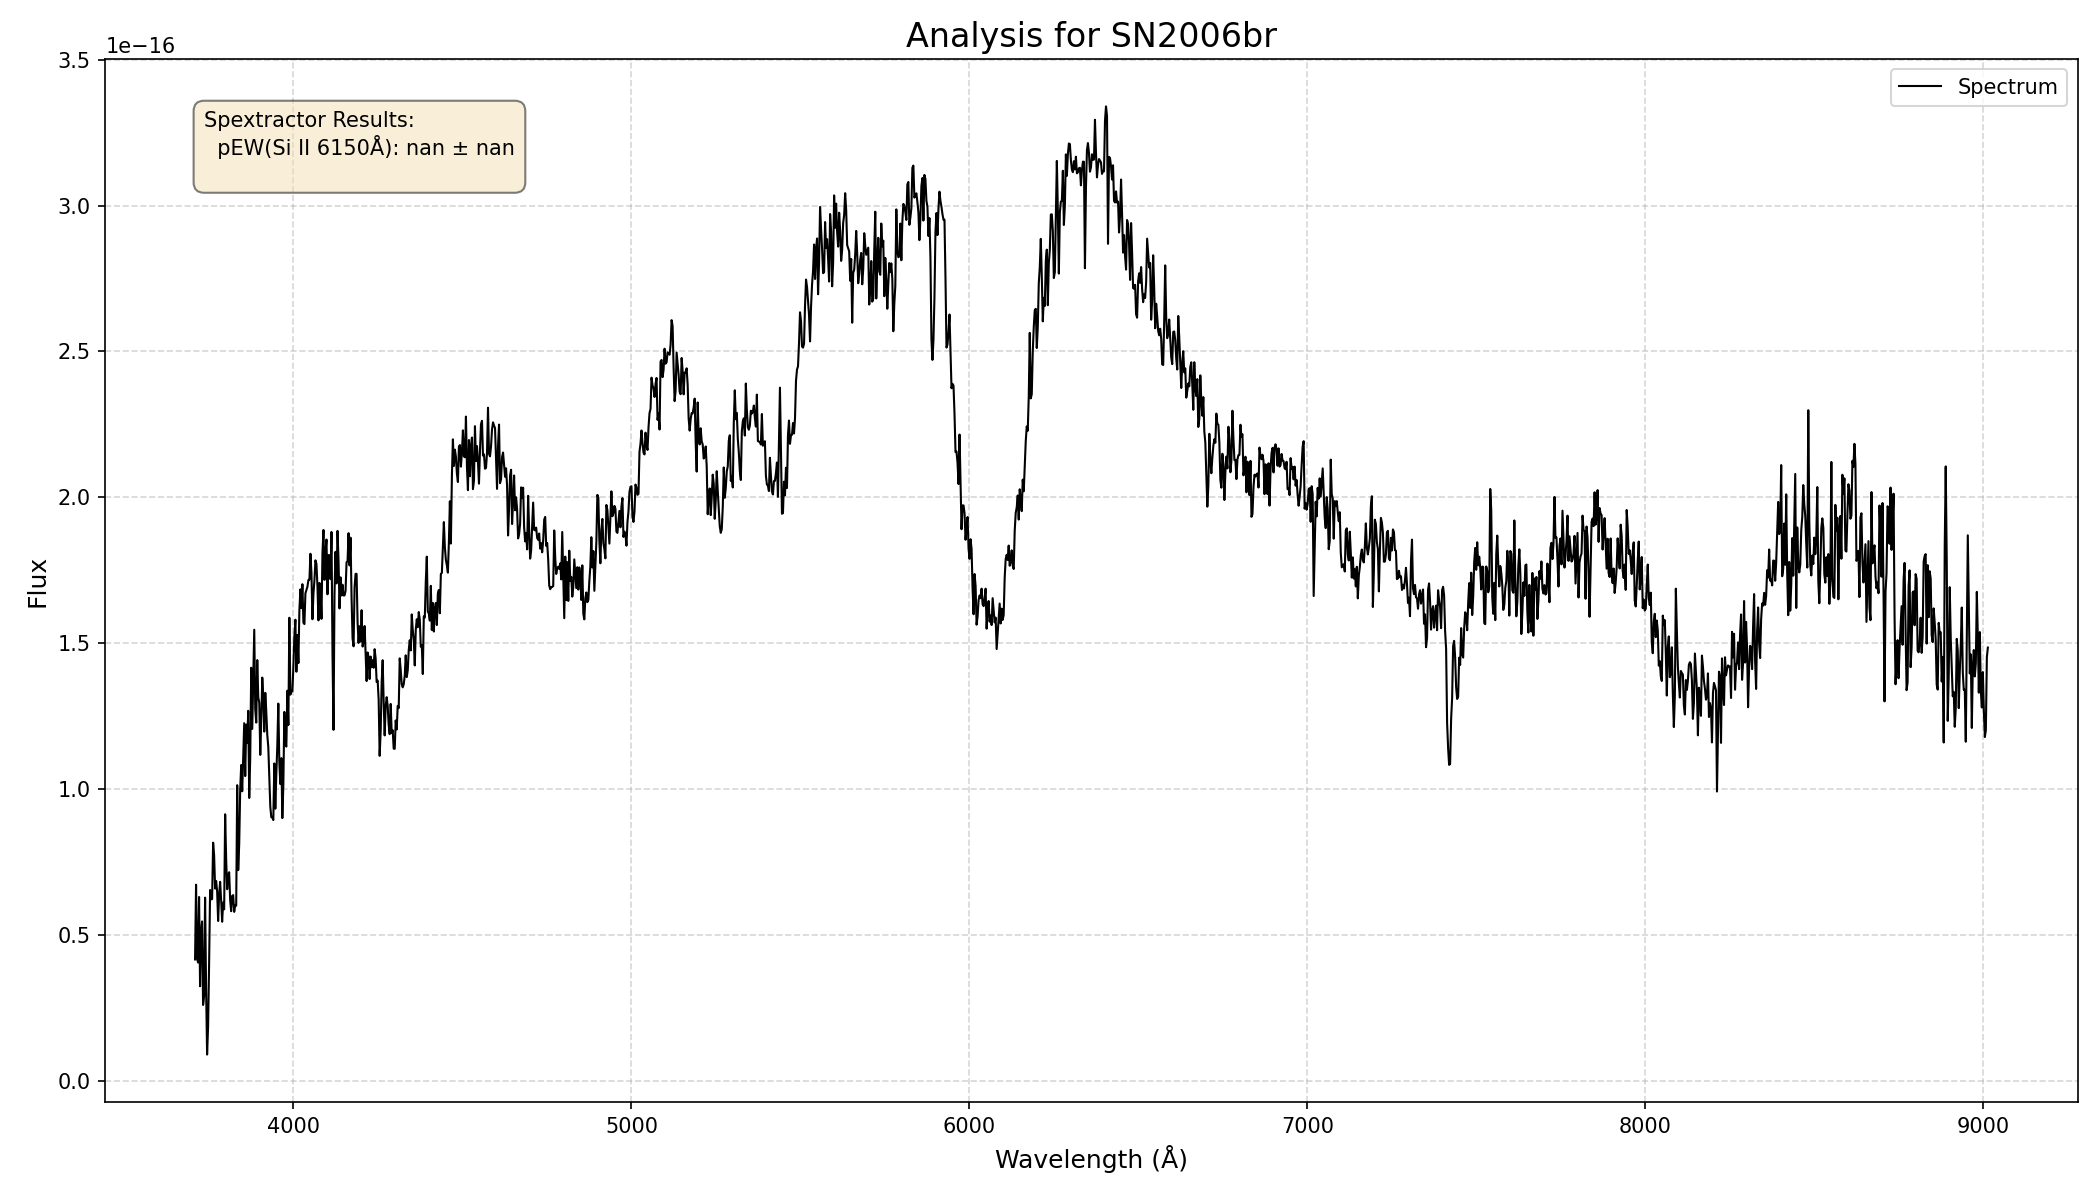 Analysis for SN2006br
1e−16
3.5
3.0
2.5
2.0
1.5
1.0
0.5
0.0
Flux
Spextractor Results:
pEW(Si II 6150Å): nan ± nan
Spectrum
4000 5000 6000 7000 8000 9000
Wavelength (Å)